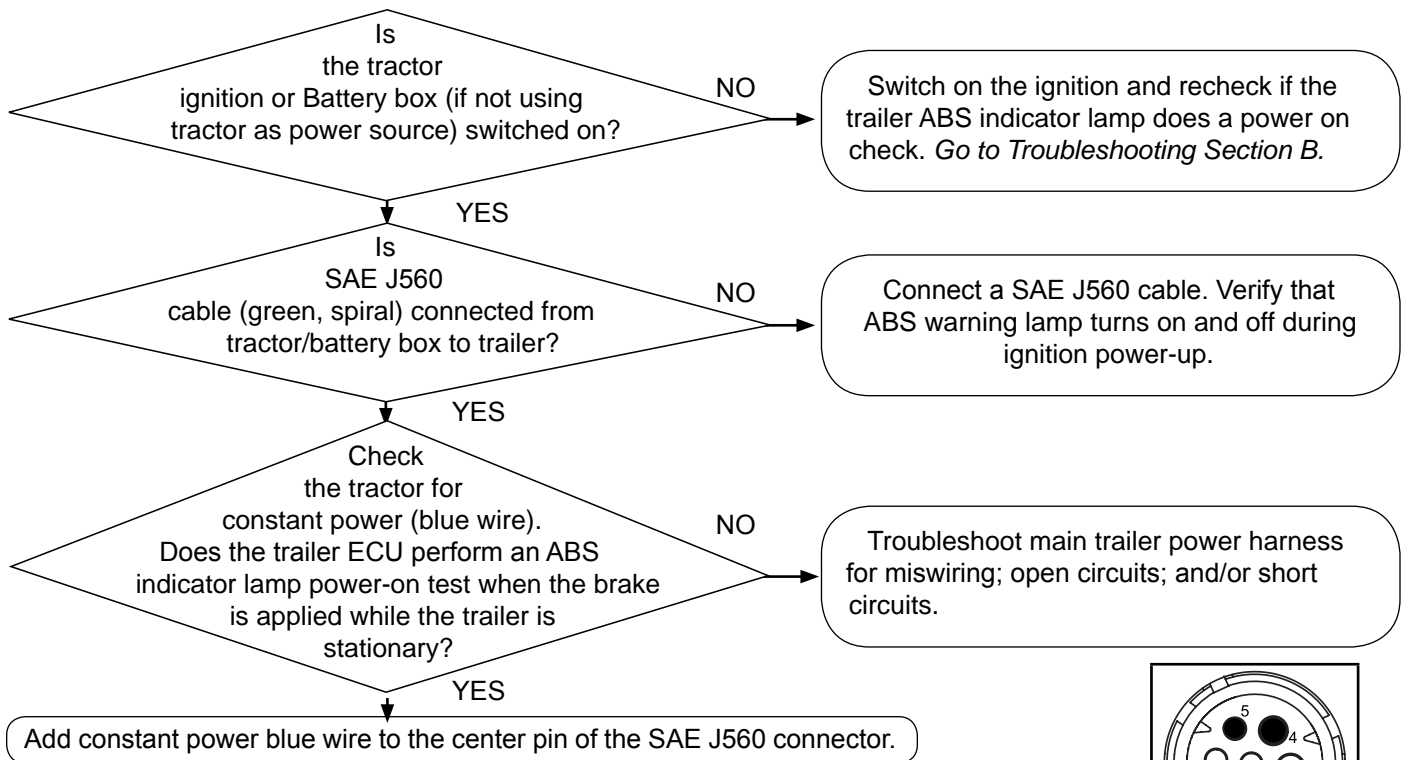 Is
the tractor
ignition or Battery box (if not using
tractor as power source) switched on?
NO
Switch on the ignition and recheck if the
trailer ABS indicator lamp does a power on
check. Go to Troubleshooting Section B.
YES
Is
SAE J560
cable (green, spiral) connected from
tractor/battery box to trailer?
NO
Connect a SAE J560 cable. Verify that
ABS warning lamp turns on and off during
ignition power-up.
YES
Check
the tractor for
constant power (blue wire).
Does the trailer ECU perform an ABS
indicator lamp power-on test when the brake
is applied while the trailer is
stationary?
NO
Troubleshoot main trailer power harness
for miswiring; open circuits; and/or short
circuits.
YES
Add constant power blue wire to the center pin of the SAE J560 connector.
5
4